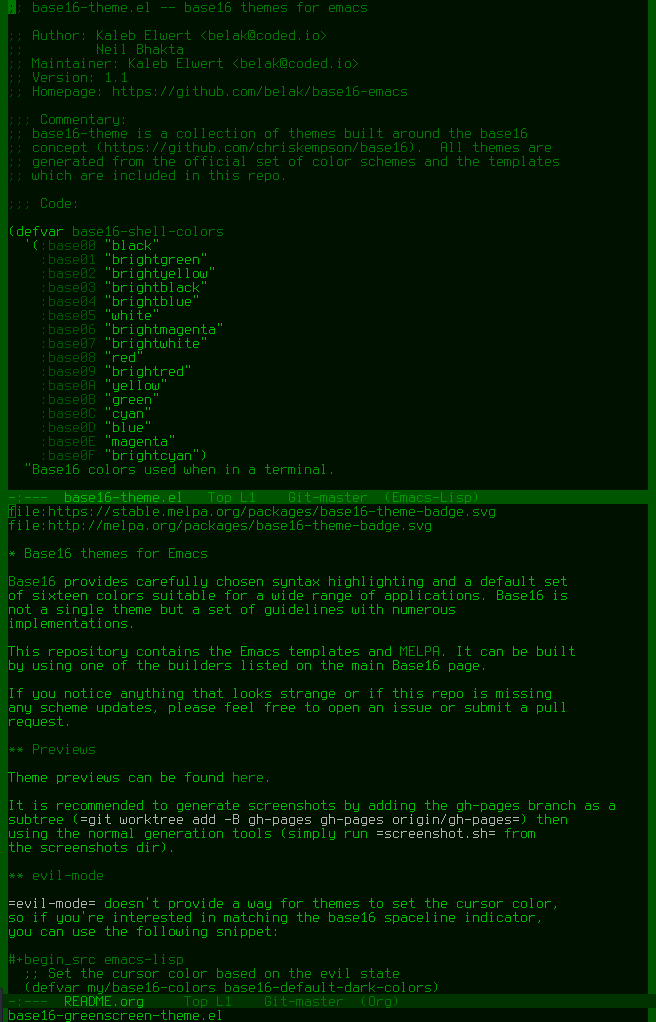 ;; base16-theme.el -- base16 themes for emacs
;; Author: Kaleb Elwert <belak@coded.io>
;;         Neil Bhakta
;; Maintainer: Kaleb Elwert <belak@coded.io>
;; Version: 1.1
;; Homepage: https://github.com/belak/base16-emacs
;;; Commentary:
;; base16-theme is a collection of themes built around the base16
;; concept (https://github.com/chriskempson/base16).  All themes are
;; generated from the official set of color schemes and the templates
;; which are included in this repo.
;;; Code:
(defvar base16-shell-colors
  '(:base00 "black"
    :base01 "brightgreen"
    :base02 "brightyellow"
    :base03 "brightblack"
    :base04 "brightblue"
    :base05 "white"
    :base06 "brightmagenta"
    :base07 "brightwhite"
    :base08 "red"
    :base09 "brightred"
    :base0A "yellow"
    :base0B "green"
    :base0C "cyan"
    :base0D "blue"
    :base0E "magenta"
    :base0F "brightcyan")
  "Base16 colors used when in a terminal.
-:---  base16-theme.el   Top L1    Git-master  (Emacs-Lisp)
file:https://stable.melpa.org/packages/base16-theme-badge.svg
file:http://melpa.org/packages/base16-theme-badge.svg
* Base16 themes for Emacs
Base16 provides carefully chosen syntax highlighting and a default set
of sixteen colors suitable for a wide range of applications. Base16 is
not a single theme but a set of guidelines with numerous
implementations.
This repository contains the Emacs templates and MELPA. It can be built
by using one of the builders listed on the main Base16 page.
If you notice anything that looks strange or if this repo is missing
any scheme updates, please feel free to open an issue or submit a pull
request.
** Previews
Theme previews can be found here.
It is recommended to generate screenshots by adding the gh-pages branch as a
subtree (=git worktree add -B gh-pages gh-pages origin/gh-pages=) then
using the normal generation tools (simply run =screenshot.sh= from
the screenshots dir).
** evil-mode
=evil-mode= doesn't provide a way for themes to set the cursor color,
so if you're interested in matching the base16 spaceline indicator,
you can use the following snippet:
#+begin_src emacs-lisp
  ;; Set the cursor color based on the evil state
  (defvar my/base16-colors base16-default-dark-colors)
-:---  README.org     Top L1    Git-master  (Org)
base16-greenscreen-theme.el